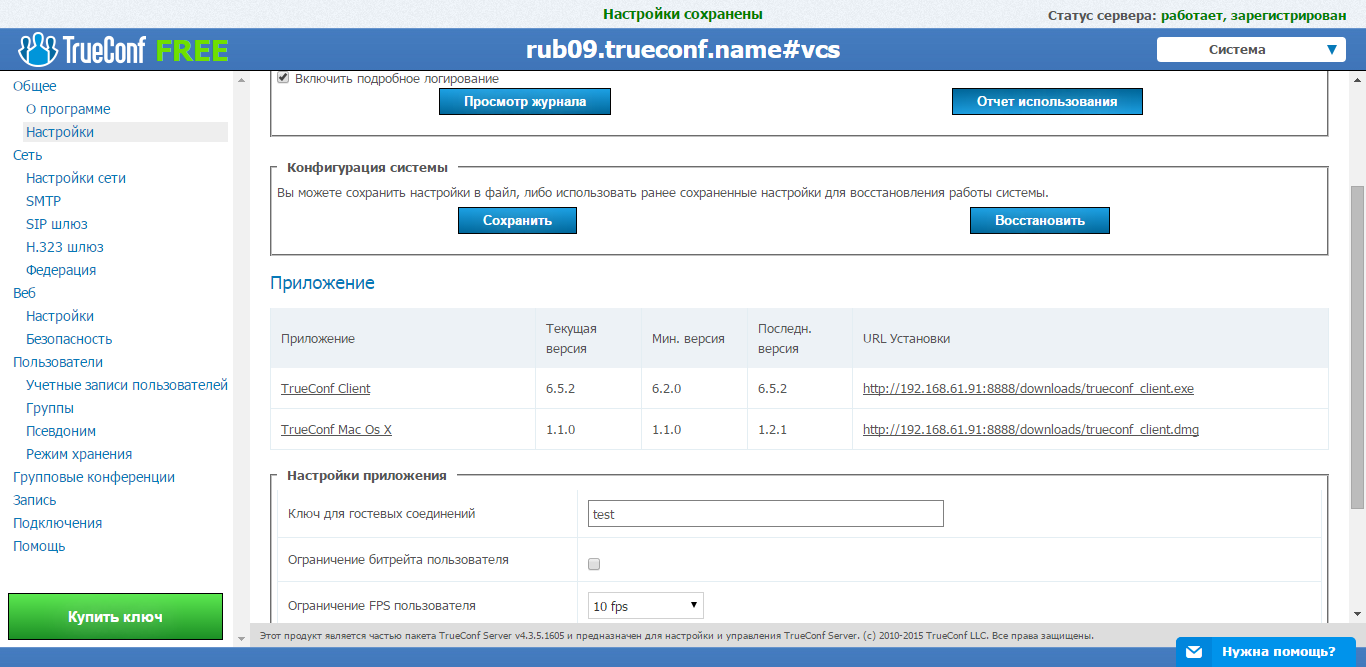 Настройки сохранены
Статус сервера: работает, зарегистрирован
TrueConf FREE
rub09.trueconf.name#vcs
Система
Общее
О программе
Настройки
Сеть
Настройки сети
SMTP
SIP шлюз
H.323 шлюз
Федерация
Веб
Настройки
Безопасность
Пользователи
Учетные записи пользователей
Группы
Псевдоним
Режим хранения
Групповые конференции
Запись
Подключения
Помощь
Купить ключ
Включить подробное логирование
Просмотр журнала
Отчет использования
Конфигурация системы
Вы можете сохранить настройки в файл, либо использовать ранее сохраненные настройки для восстановления работы системы.
Сохранить
Восстановить
Приложение
Приложение Текущая версия Мин. версия Последн. версия URL Установки
TrueConf Client 6.5.2 6.2.0 6.5.2 http://192.168.61.91:8888/downloads/trueconf_client.exe
TrueConf Mac Os X 1.1.0 1.1.0 1.2.1 http://192.168.61.91:8888/downloads/trueconf_client.dmg
Настройки приложения
Ключ для гостевых соединений test
Ограничение битрейта пользователя
Ограничение FPS пользователя 10 fps
Этот продукт является частью пакета TrueConf Server v4.3.5.1605 и предназначен для настройки и управления TrueConf Server. (c) 2010-2015 TrueConf LLC. Все права защищены.
Нужна помощь?